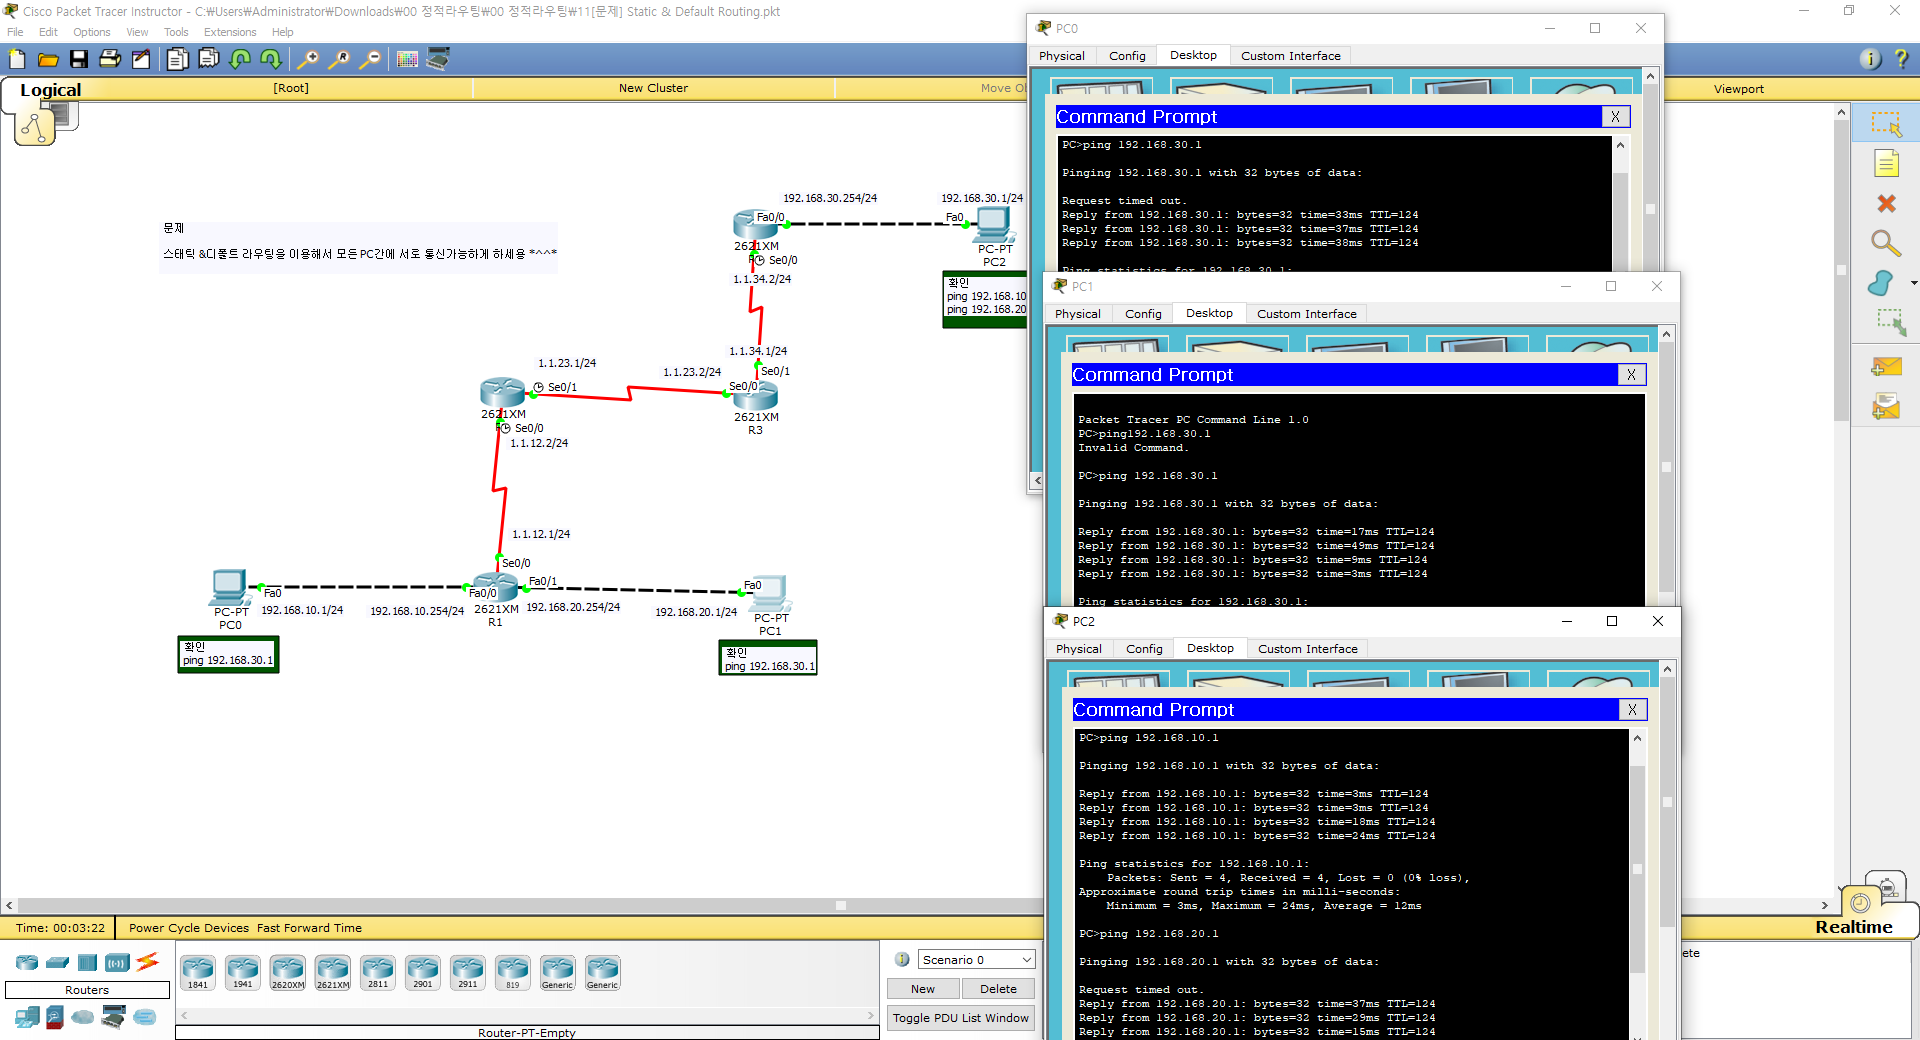 Cisco Packet Tracer Instructor - C:₩Users₩Administrator₩Downloads₩00 정적라우팅₩00 정적라우팅₩11[문제] Static & Default Routing.pkt
File Edit Options View Tools Extensions Help
Logical
[Root]
New Cluster
Viewport
문제
스태틱 &디폴트 라우팅을 이용해서 모든PC간에 서로 통신가능하게 하세용 *^^*
192.168.30.254/24
192.168.30.1/24
Fa0/0
Fa0
2621XM
Se0/0
1.1.34.2/24
PC-PT
PC2
확인
ping 192.168.10
ping 192.168.20
1.1.34.1/24
Se0/1
1.1.23.1/24
1.1.23.2/24
Se0/1
Se0/0
2621XM
2621XM
R3
Se0/0
1.1.12.2/24
1.1.12.1/24
Se0/0
Fa0
Fa0/0
Fa0/1
Fa0
192.168.10.1/24
192.168.10.254/24
2621XM
R1
192.168.20.254/24
192.168.20.1/24
PC-PT
PC0
PC-PT
PC1
확인
ping 192.168.30.1
확인
ping 192.168.30.1
PC0
Physical Config Desktop Custom Interface
Command Prompt X
PC>ping 192.168.30.1
Pinging 192.168.30.1 with 32 bytes of data:
Request timed out.
Reply from 192.168.30.1: bytes=32 time=33ms TTL=124
Reply from 192.168.30.1: bytes=32 time=37ms TTL=124
Reply from 192.168.30.1: bytes=32 time=38ms TTL=124
Ping statistics for 192.168.30.1:
PC1
Physical Config Desktop Custom Interface
Command Prompt X
Packet Tracer PC Command Line 1.0
PC>ping192.168.30.1
Invalid Command.
PC>ping 192.168.30.1
Pinging 192.168.30.1 with 32 bytes of data:
Reply from 192.168.30.1: bytes=32 time=17ms TTL=124
Reply from 192.168.30.1: bytes=32 time=49ms TTL=124
Reply from 192.168.30.1: bytes=32 time=9ms TTL=124
Reply from 192.168.30.1: bytes=32 time=3ms TTL=124
Ping statistics for 192.168.30.1:
PC2
Physical Config Desktop Custom Interface
Command Prompt X
PC>ping 192.168.10.1
Pinging 192.168.10.1 with 32 bytes of data:
Reply from 192.168.10.1: bytes=32 time=3ms TTL=124
Reply from 192.168.10.1: bytes=32 time=3ms TTL=124
Reply from 192.168.10.1: bytes=32 time=18ms TTL=124
Reply from 192.168.10.1: bytes=32 time=24ms TTL=124
Ping statistics for 192.168.10.1:
Packets: Sent = 4, Received = 4, Lost = 0 (0% loss),
Approximate round trip times in milli-seconds:
Minimum = 3ms, Maximum = 24ms, Average = 12ms
PC>ping 192.168.20.1
Pinging 192.168.20.1 with 32 bytes of data:
Request timed out.
Reply from 192.168.20.1: bytes=32 time=37ms TTL=124
Reply from 192.168.20.1: bytes=32 time=29ms TTL=124
Reply from 192.168.20.1: bytes=32 time=15ms TTL=124
Time: 00:03:22 Power Cycle Devices Fast Forward Time
Realtime
Routers
1841 1941 2620XM 2621XM 2811 2901 2911 819 Generic Generic
Router-PT-Empty
Scenario 0
New Delete
Toggle PDU List Window